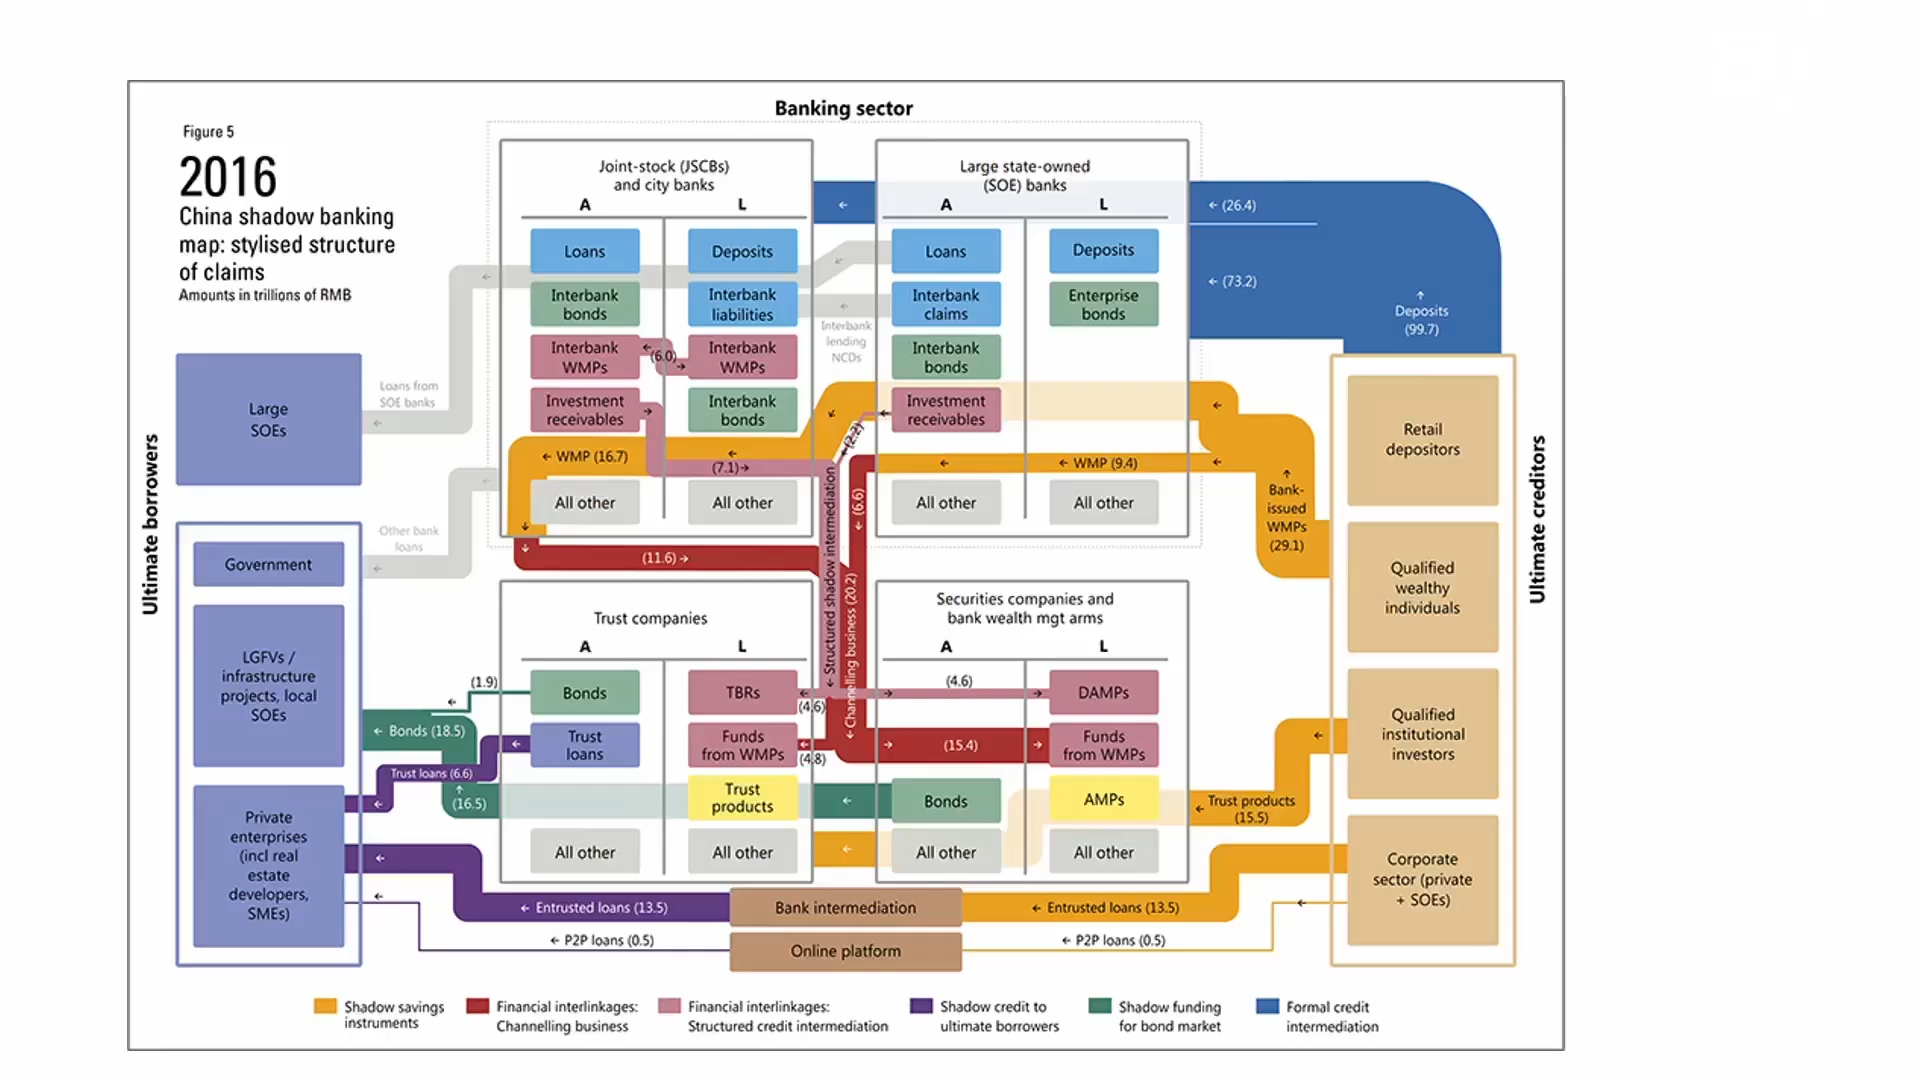 Banking sector
Figure 5
2016
China shadow banking
map: stylised structure
of claims
Amounts in trillions of RMB
Joint-stock (JSCBs)
and city banks
A
L
Loans
Deposits
Interbank
bonds
Interbank
liabilities
Interbank
WMPs
← (6.0) →
Interbank
WMPs
Investment
receivables
→
Interbank
bonds
← WMP (16.7)
←
(7.1)→
All other
All other
↓
↓
(11.6) →
←
←
←
Interbank
lending
NCDs
Large state-owned
(SOE) banks
A
L
Loans
Deposits
Interbank
claims
Enterprise
bonds
Interbank
bonds
Investment
receivables
←
←(2.2)
←
← WMP (9.4)
←
←
All other
All other
← (26.4)
← (73.2)
↑
Deposits
(99.7)
↑
Bank-
issued
WMPs
(29.1)
Ultimate borrowers
Large
SOEs
Loans from
SOE banks
←
←
Government
Other bank
loans
←
←
LGFVs /
infrastructure
projects, local
SOEs
Private
enterprises
(incl real
estate
developers,
SMEs)
← Structured shadow intermediation
← (6.6)
← Channelling business (20.2)
Trust companies
A
L
Bonds
TBRs
←
(4.6)
Trust
loans
Funds
from WMPs
←
(4.8)
Trust
products
All other
All other
(1.9)
←
← Bonds (18.5)
←
Trust loans (6.6)
←
↑
(16.5)
←
←
←
←
Securities companies and
bank wealth mgt arms
A
L
→ (4.6) →
DAMPs
→ (15.4) →
Funds
from WMPs
Bonds
AMPs
All other
All other
←
← Trust products
(15.5)
← Entrusted loans (13.5)
Bank intermediation
← Entrusted loans (13.5)
← P2P loans (0.5)
Online platform
← P2P loans (0.5)
←
Ultimate creditors
Retail
depositors
Qualified
wealthy
individuals
Qualified
institutional
investors
Corporate
sector (private
+ SOEs)
Shadow savings
instruments
Financial interlinkages:
Channelling business
Financial interlinkages:
Structured credit intermediation
Shadow credit to
ultimate borrowers
Shadow funding
for bond market
Formal credit
intermediation